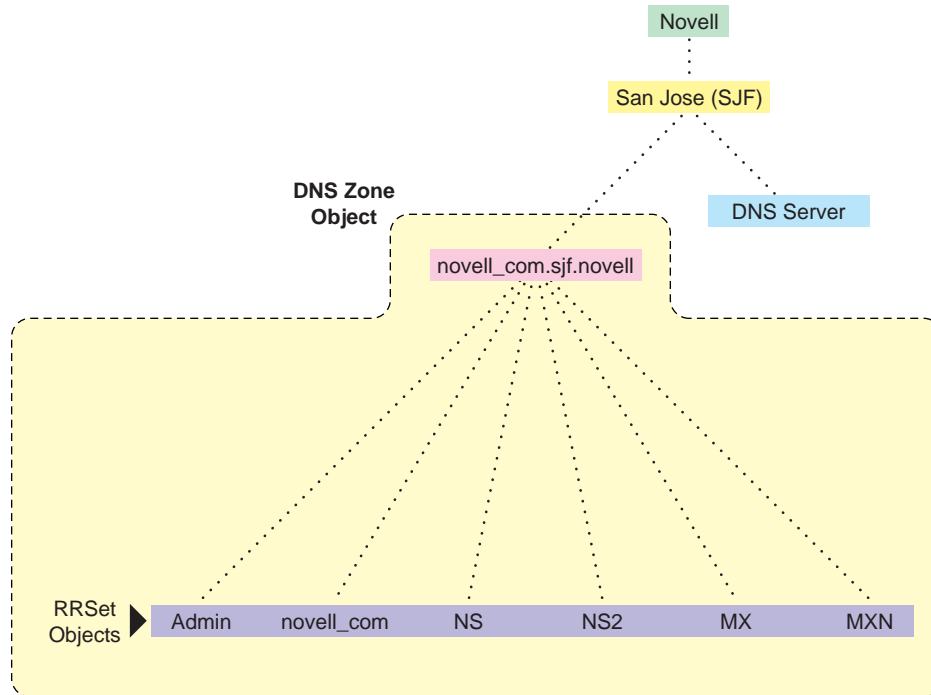 Novell
San Jose (SJF)
DNS Zone
Object
DNS Server
novell_com.sjf.novell
RRSet
Objects
Admin
novell_com
NS
NS2
MX
MXN